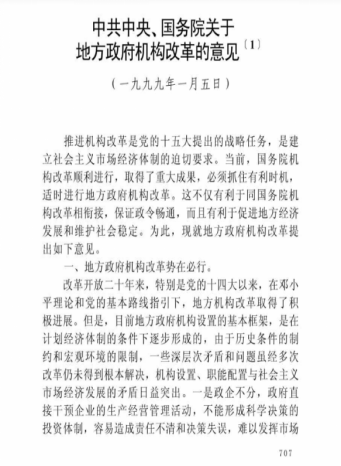 中共中央、国务院关于
地方政府机构改革的意见〔1〕
（一九九九年一月五日）
推进机构改革是党的十五大提出的战略任务，是建
立社会主义市场经济体制的迫切要求。当前，国务院机
构改革顺利进行，取得了重大成果，必须抓住有利时机，
适时进行地方政府机构改革。这不仅有利于同国务院机
构改革相衔接，保证政令畅通，而且有利于促进地方经济
发展和维护社会稳定。为此，现就地方政府机构改革提
出如下意见。
一、地方政府机构改革势在必行。
改革开放二十年来，特别是党的十四大以来，在邓小
平理论和党的基本路线指引下，地方机构改革取得了积
极进展。但是，目前地方政府机构设置的基本框架，是在
计划经济体制的条件下逐步形成的，由于历史条件的制
约和宏观环境的限制，一些深层次矛盾和问题虽经多次
改革仍未得到根本解决，机构设置、职能配置与社会主义
市场经济发展的矛盾日益突出。一是政企不分，政府直
接干预企业的生产经营管理活动，不能形成科学决策的
投资体制，容易造成责任不清和决策失误，难以发挥市场
707